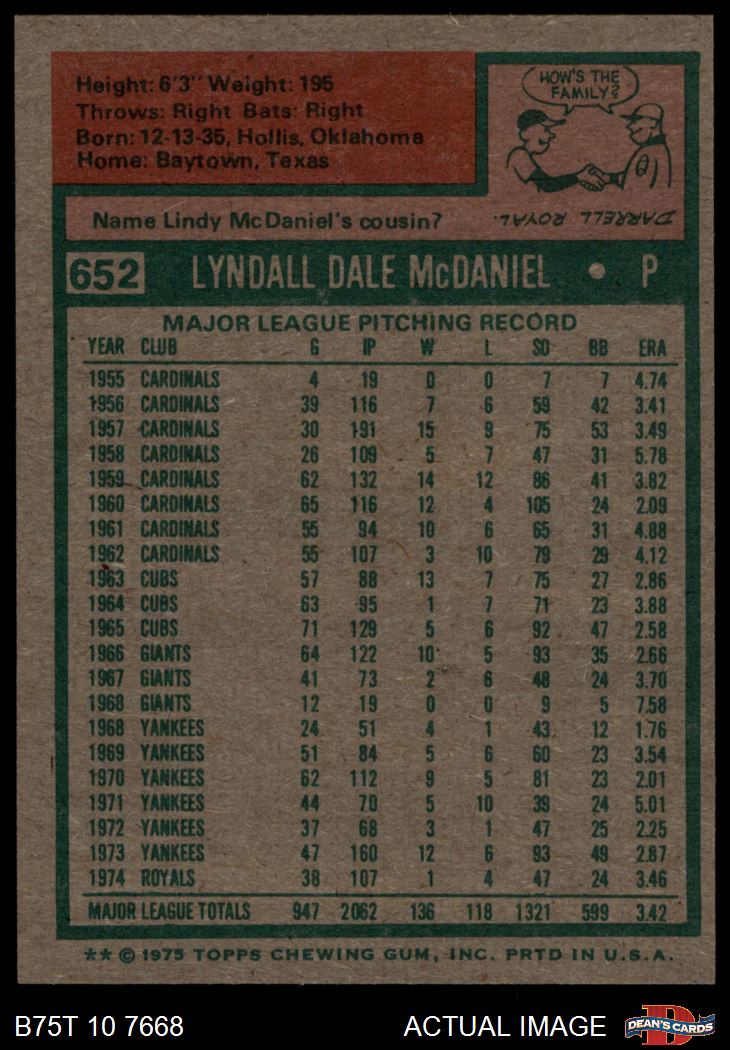 Height: 6'3" Weight: 195
Throws: Right Bats: Right
Born: 12-13-35, Hollis, Oklahoma
Home: Baytown, Texas
HOW'S THE
FAMILY?
Name Lindy McDaniel's cousin?
DARRELL ROYAL.
652 LYNDALL DALE McDANIEL • P
MAJOR LEAGUE PITCHING RECORD
YEAR CLUB G IP W L SO BB ERA
1955 CARDINALS 4 19 0 0 7 7 4.74
1956 CARDINALS 39 116 7 6 59 42 3.41
1957 CARDINALS 30 191 15 9 75 53 3.49
1958 CARDINALS 26 109 5 7 47 31 5.78
1959 CARDINALS 62 132 14 12 86 41 3.82
1960 CARDINALS 65 116 12 4 105 24 2.09
1961 CARDINALS 55 94 10 6 65 31 4.88
1962 CARDINALS 55 107 3 10 79 29 4.12
1963 CUBS 57 88 13 7 75 27 2.86
1964 CUBS 63 95 1 7 71 23 3.88
1965 CUBS 71 129 5 6 92 47 2.58
1966 GIANTS 64 122 10 5 93 35 2.66
1967 GIANTS 41 73 2 6 48 24 3.70
1968 GIANTS 12 19 0 0 9 5 7.58
1968 YANKEES 24 51 4 1 43 12 1.76
1969 YANKEES 51 84 5 6 60 23 3.54
1970 YANKEES 62 112 9 5 81 23 2.01
1971 YANKEES 44 70 5 10 39 24 5.01
1972 YANKEES 37 68 3 1 47 25 2.25
1973 YANKEES 47 160 12 6 93 49 2.87
1974 ROYALS 38 107 1 4 47 24 3.46
MAJOR LEAGUE TOTALS 947 2062 136 118 1321 599 3.42
** © 1975 TOPPS CHEWING GUM, INC. PRTD IN U.S.A.
B75T 10 7668 ACTUAL IMAGE
D
DEAN'S CARDS